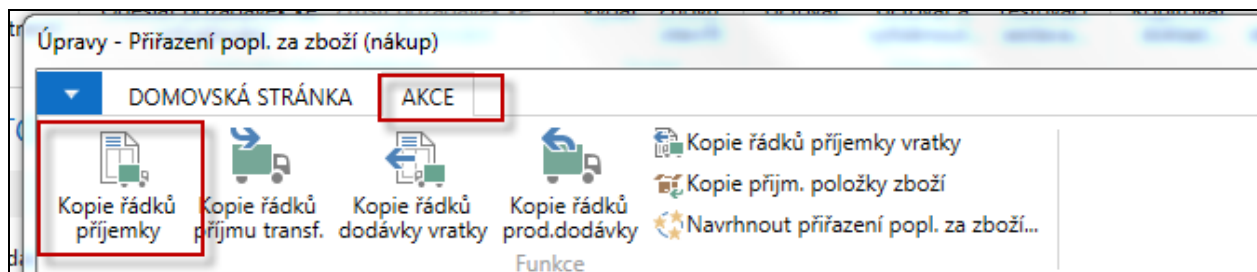 Úpravy - Přiřazení popl. za zboží (nákup)
DOMOVSKÁ STRÁNKA AKCE
Kopie řádků příjemky
Kopie řádků příjmu transf.
Kopie řádků dodávky vratky
Kopie řádků prod.dodávky
Kopie řádků příjemky vratky
Kopie přijm. položky zboží
Navrhnout přiřazení popl. za zboží...
Funkce